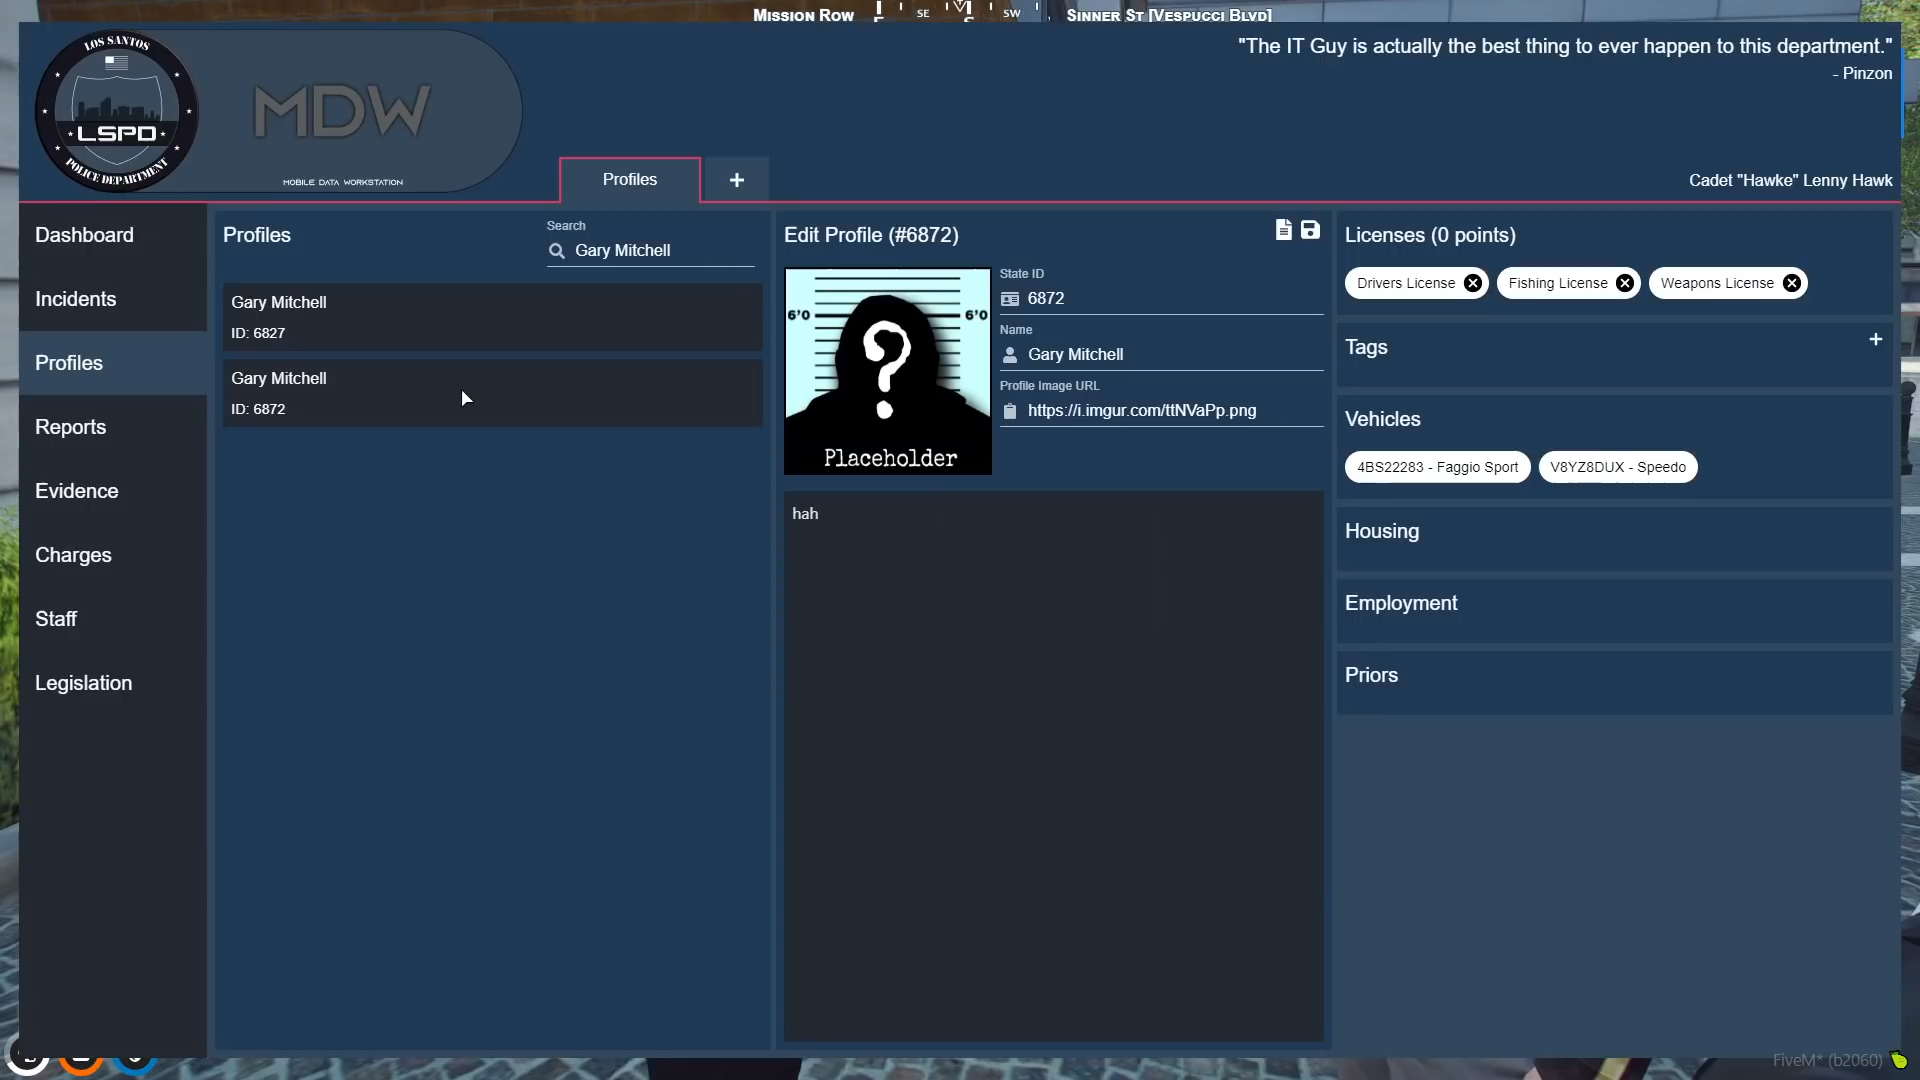 Mission Row
E
SE
S
SW
Sinner St [Vespucci Blvd]
LOS SANTOS
LSPD
POLICE DEPARTMENT
MDW
MOBILE DATA WORKSTATION
"The IT Guy is actually the best thing to ever happen to this department."
- Pinzon
Profiles
+
Cadet "Hawke" Lenny Hawk
Dashboard
Incidents
Profiles
Reports
Evidence
Charges
Staff
Legislation
Profiles
Search
Gary Mitchell
Gary Mitchell
ID: 6827
Gary Mitchell
ID: 6872
Edit Profile (#6872)
6'0
6'0
?
Placeholder
State ID
6872
Name
Gary Mitchell
Profile Image URL
https://i.imgur.com/ttNVaPp.png
hah
Licenses (0 points)
Drivers License
Fishing License
Weapons License
Tags
+
Vehicles
4BS22283 - Faggio Sport
V8YZ8DUX - Speedo
Housing
Employment
Priors
FiveM* (b2060)